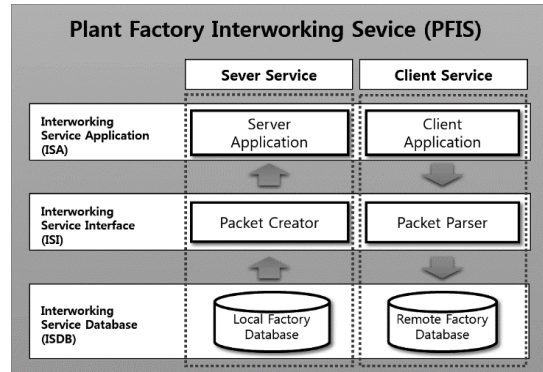 Plant Factory Interworking Sevice (PFIS)
Sever Service
Client Service
Interworking
Service Application
(ISA)
Server
Application
Client
Application
Interworking
Service Interface
(ISI)
Packet Creator
Packet Parser
Interworking
Service Database
(ISDB)
Local Factory
Database
Remote Factory
Database